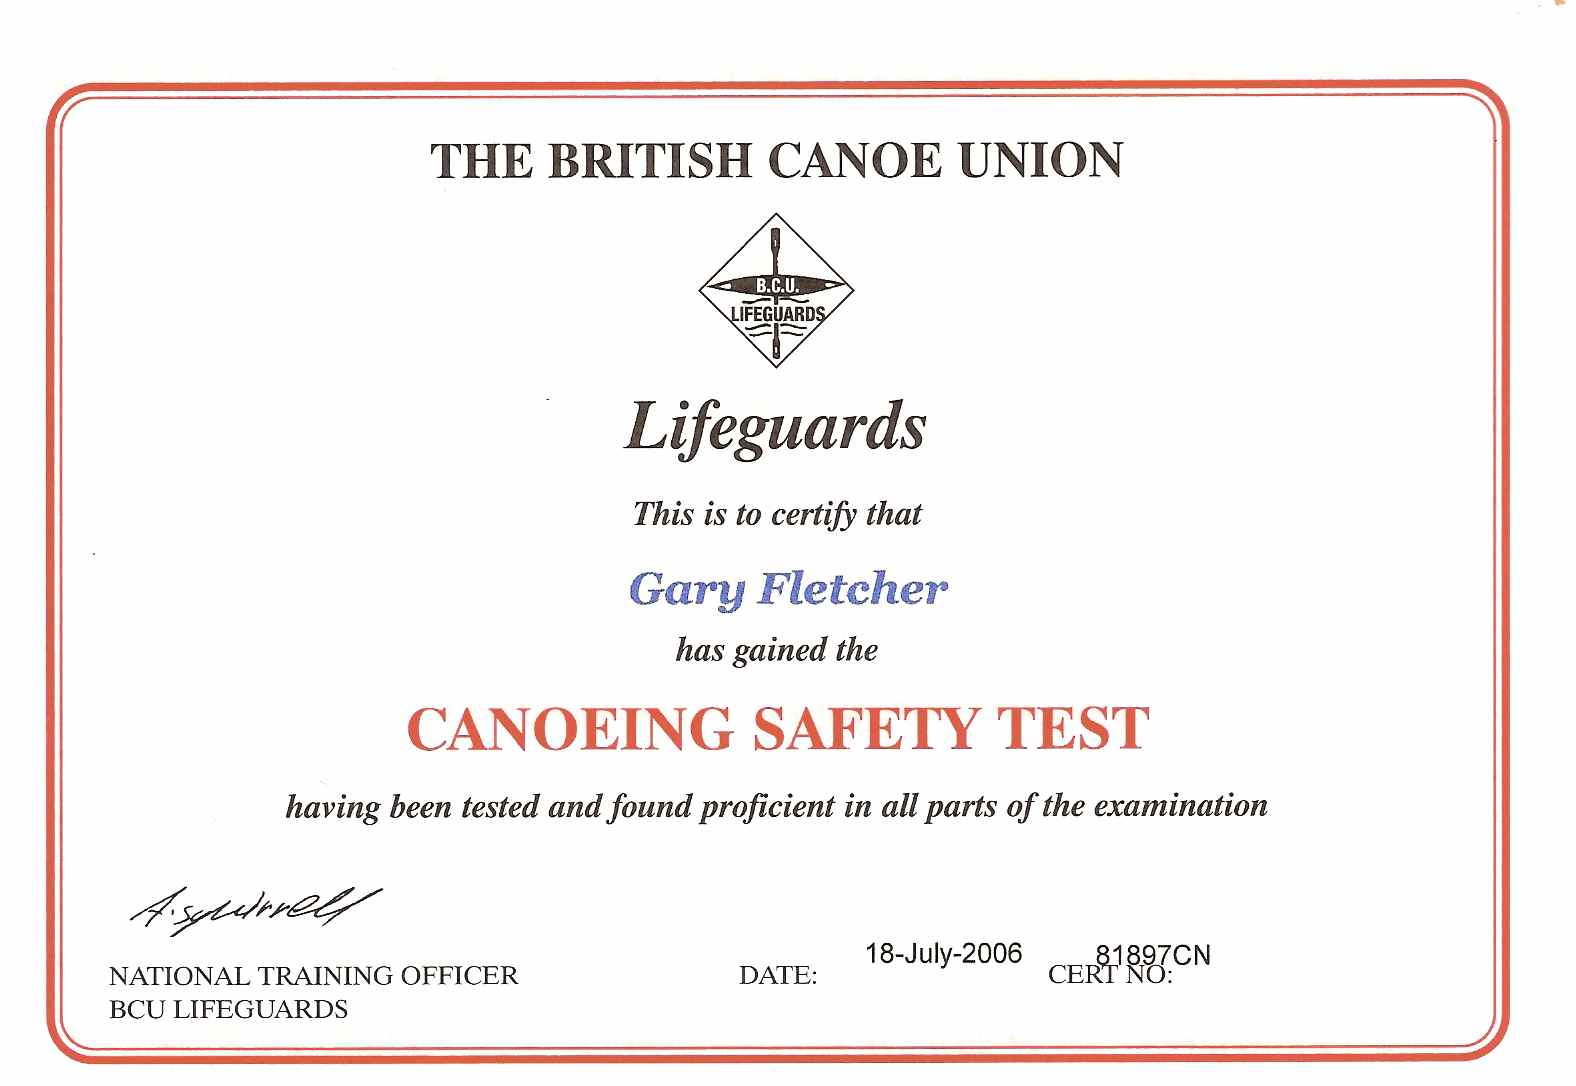 THE BRITISH CANOE UNION
B.C.U.
LIFEGUARDS
Lifeguards
This is to certify that
Gary Fletcher
has gained the
CANOEING SAFETY TEST
having been tested and found proficient in all parts of the examination
A. Squirrell
NATIONAL TRAINING OFFICER
BCU LIFEGUARDS
DATE: 18-July-2006
CERT NO: 81897CN